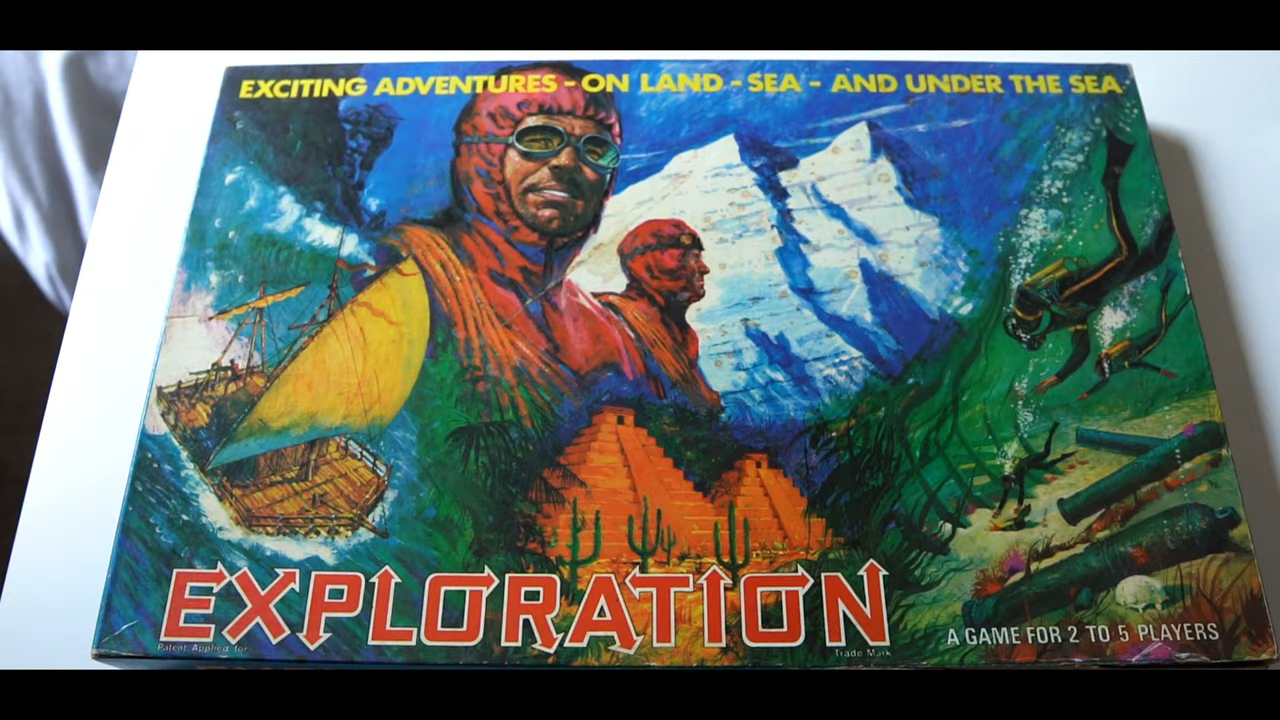 EXCITING ADVENTURES - ON LAND - SEA - AND UNDER THE SEA
EXPLORATION
Patent Applied for
Trade Mark
A GAME FOR 2 TO 5 PLAYERS